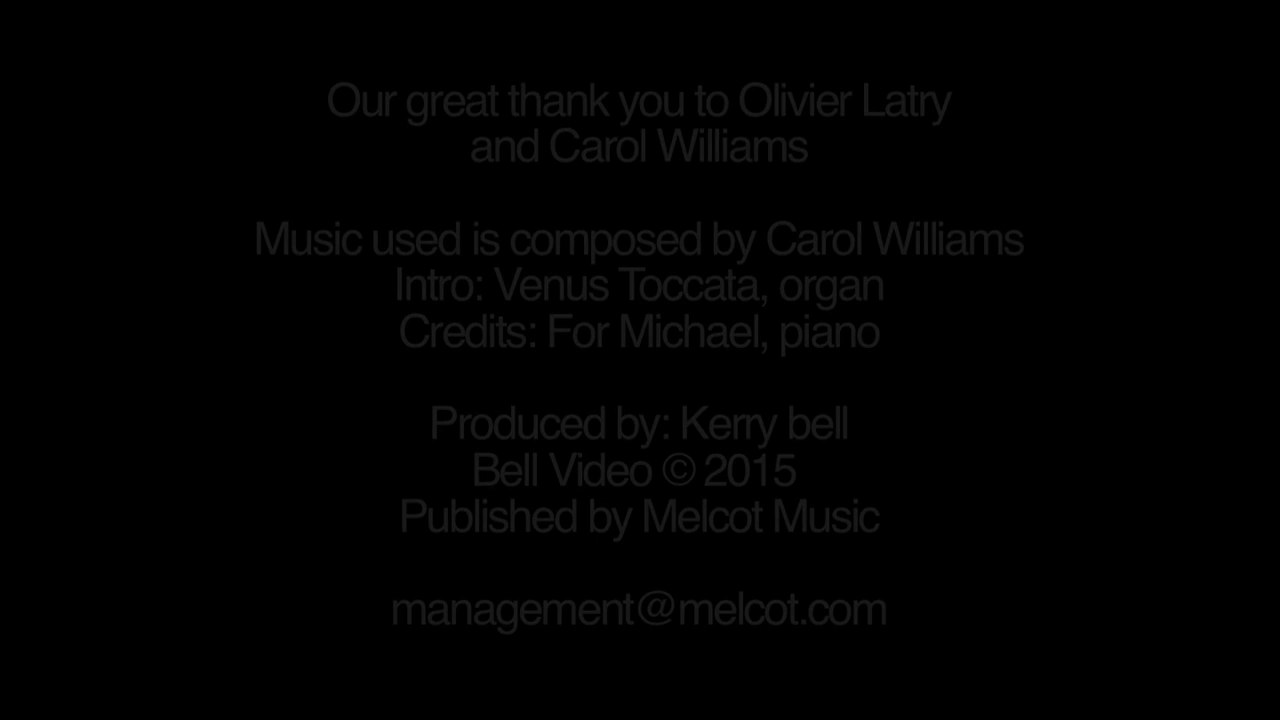 Our great thank you to Olivier Latry
and Carol Williams
Music used is composed by Carol Williams
Intro: Venus Toccata, organ
Credits: For Michael, piano
Produced by: Kerry bell
Bell Video © 2015
Published by Melcot Music
management@melcot.com